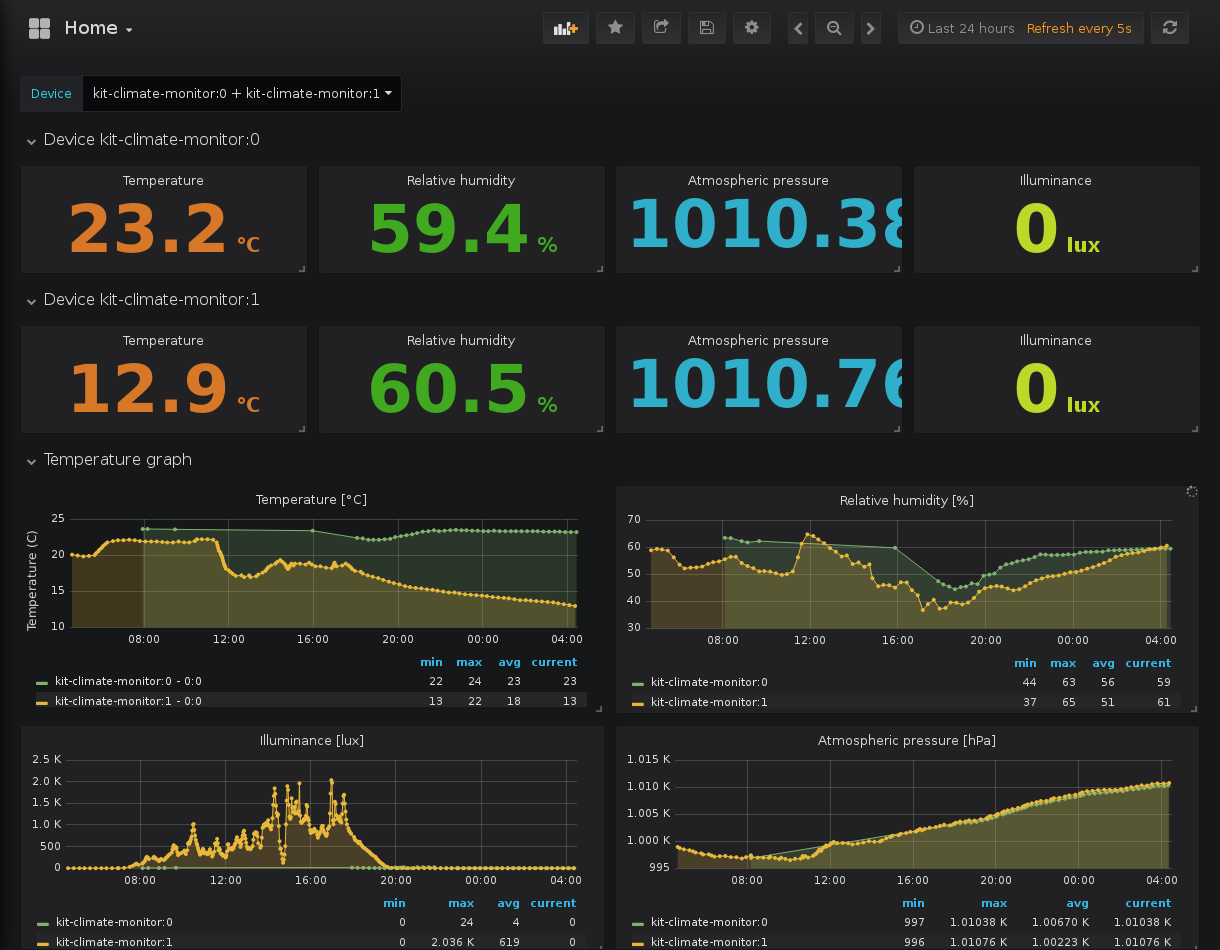 Home
Last 24 hours Refresh every 5s
Device kit-climate-monitor:0 + kit-climate-monitor:1
Device kit-climate-monitor:0
Temperature Relative humidity Atmospheric pressure Illuminance
23.2 °C 59.4 % 1010.38 0 lux
Device kit-climate-monitor:1
Temperature Relative humidity Atmospheric pressure Illuminance
12.9 °C 60.5 % 1010.76 0 lux
Temperature graph
Temperature [°C]
Temperature (C)
25
20
15
10
08:00 12:00 16:00 20:00 00:00 04:00
min max avg current
kit-climate-monitor:0 - 0:0 22 24 23 23
kit-climate-monitor:1 - 0:0 13 22 18 13
Relative humidity [%]
70
60
50
40
30
08:00 12:00 16:00 20:00 00:00 04:00
min max avg current
kit-climate-monitor:0 44 63 56 59
kit-climate-monitor:1 37 65 51 61
Illuminance [lux]
2.5 K
2.0 K
1.5 K
1.0 K
500
0
08:00 12:00 16:00 20:00 00:00 04:00
min max avg current
kit-climate-monitor:0 0 24 4 0
kit-climate-monitor:1 0 2.036 K 619 0
Atmospheric pressure [hPa]
1.015 K
1.010 K
1.005 K
1.000 K
995
08:00 12:00 16:00 20:00 00:00 04:00
min max avg current
kit-climate-monitor:0 997 1.01038 K 1.00670 K 1.01038 K
kit-climate-monitor:1 996 1.01076 K 1.00223 K 1.01076 K